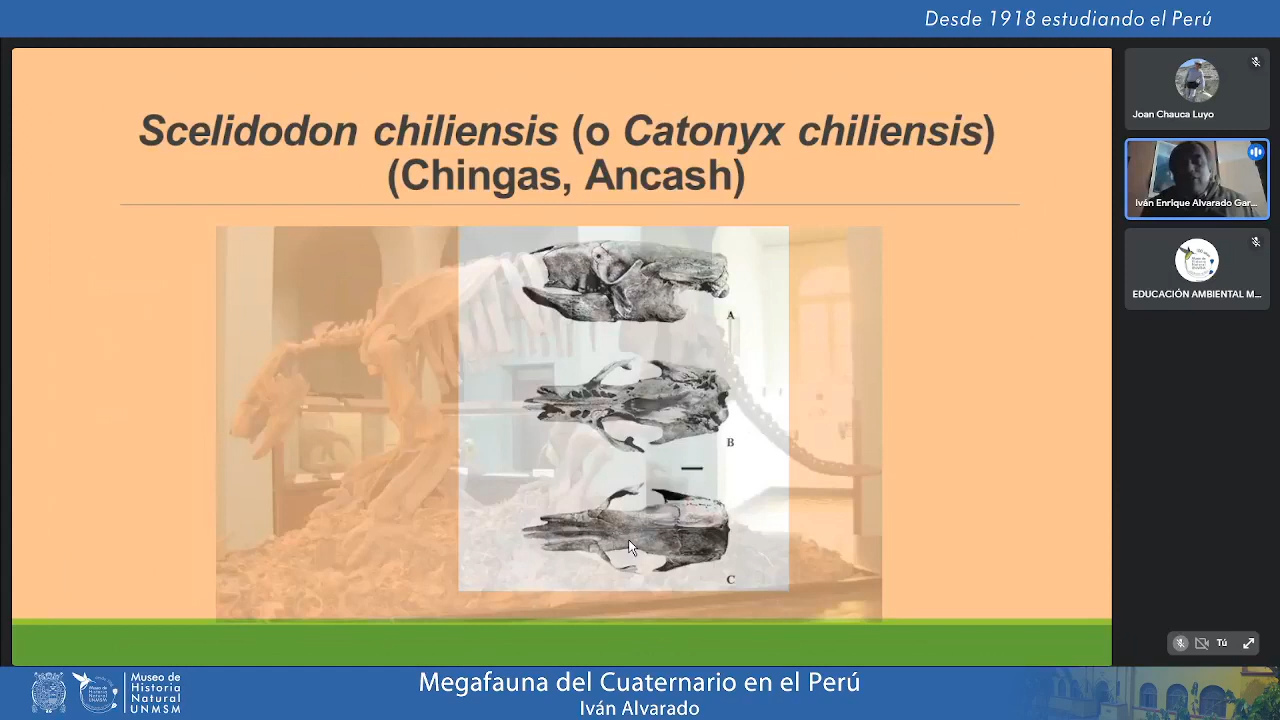 Desde 1918 estudiando el Perú
Scelidodon chiliensis (o Catonyx chiliensis)
(Chingas, Ancash)
A
B
C
Joan Chauca Luyo
Iván Enrique Alvarado Gar...
EDUCACIÓN AMBIENTAL M...
Tú
Museo de
Historia
Natural
UNMSM
Megafauna del Cuaternario en el Perú
Iván Alvarado